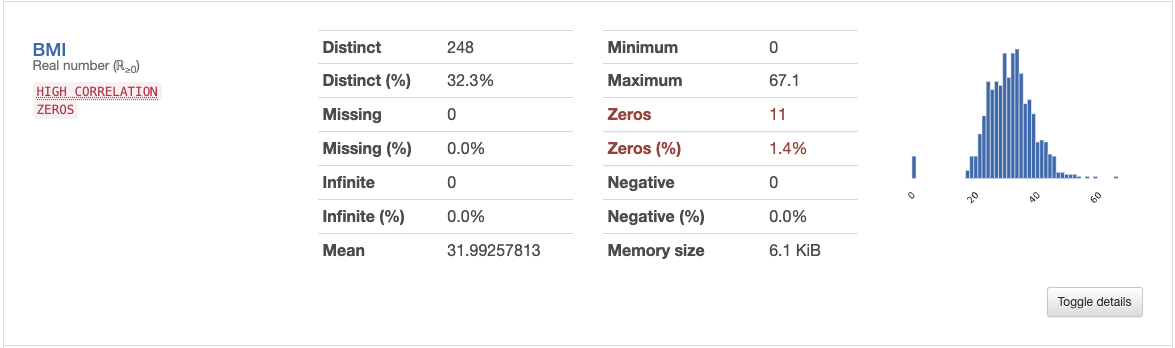 BMI
Real number (ℝ≥0)
HIGH CORRELATION
ZEROS
Distinct 248
Distinct (%) 32.3%
Missing 0
Missing (%) 0.0%
Infinite 0
Infinite (%) 0.0%
Mean 31.99257813
Minimum 0
Maximum 67.1
Zeros 11
Zeros (%) 1.4%
Negative 0
Negative (%) 0.0%
Memory size 6.1 KiB
0 20 40 60
Toggle details